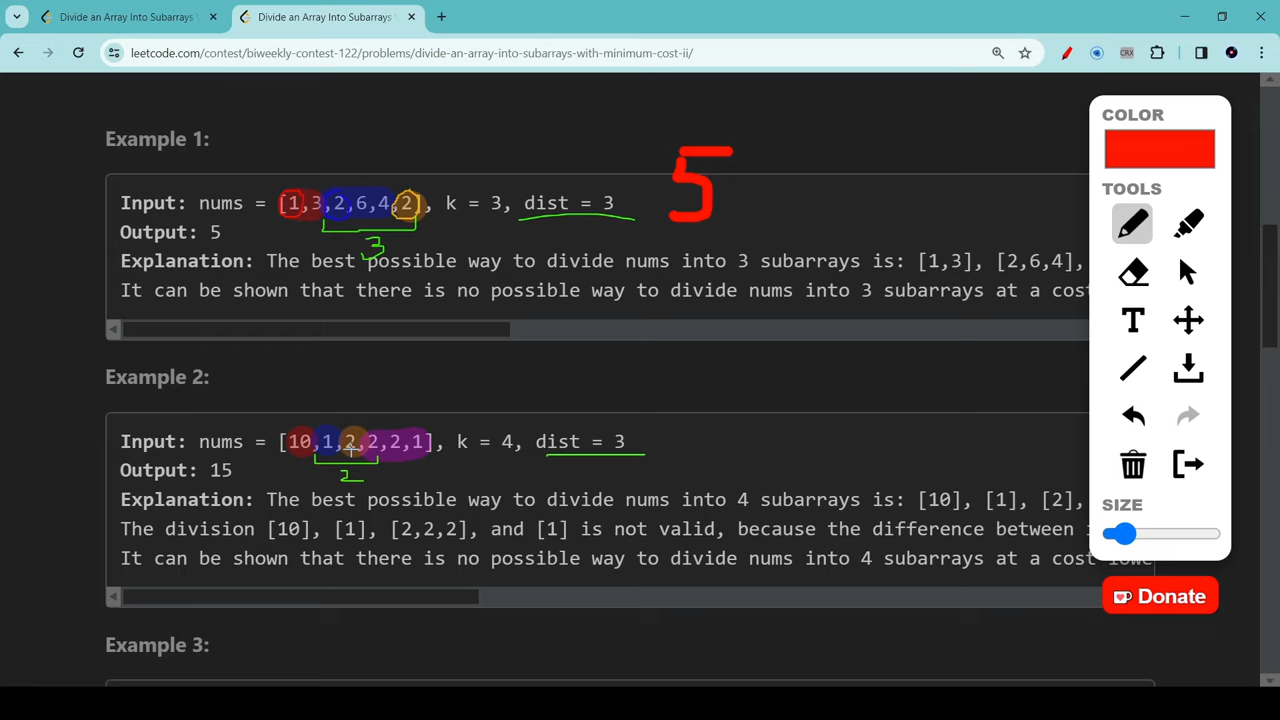 Divide an Array Into Subarrays
Divide an Array Into Subarrays
leetcode.com/contest/biweekly-contest-122/problems/divide-an-array-into-subarrays-with-minimum-cost-ii/
CRX
Example 1:
Input: nums = [1,3,2,6,4,2], k = 3, dist = 3
5
Output: 5
3
Explanation: The best possible way to divide nums into 3 subarrays is: [1,3], [2,6,4],
It can be shown that there is no possible way to divide nums into 3 subarrays at a cost
Example 2:
Input: nums = [10,1,2,2,2,1], k = 4, dist = 3
Output: 15
2
Explanation: The best possible way to divide nums into 4 subarrays is: [10], [1], [2],
The division [10], [1], [2,2,2], and [1] is not valid, because the difference between
It can be shown that there is no possible way to divide nums into 4 subarrays at a cost
Example 3:
COLOR
TOOLS
T
SIZE
Donate